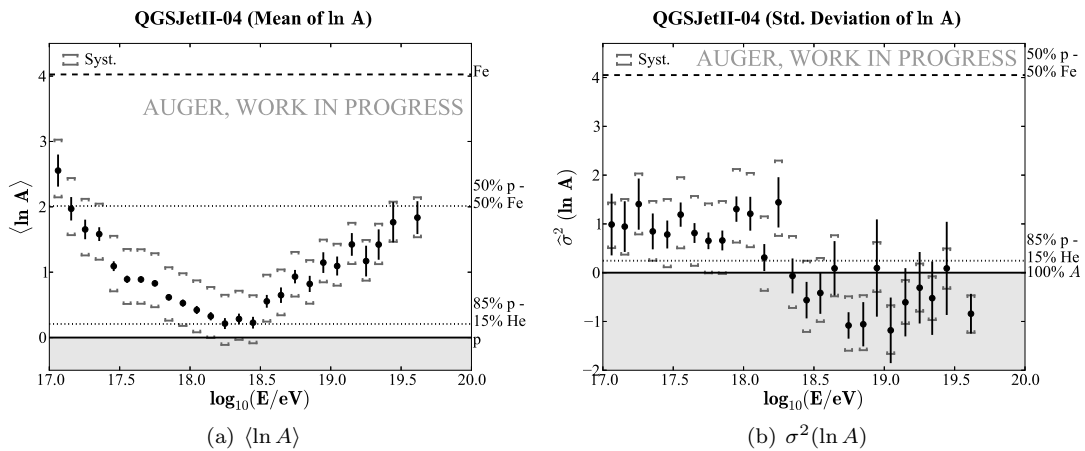 QGSJetII-04 (Mean of ln A)
Syst.
AUGER, WORK IN PROGRESS
⟨ln A⟩
4
3
2
1
0
17.0 17.5 18.0 18.5 19.0 19.5 20.0
log₁₀(E/eV)
Fe
50% p -
50% Fe
85% p -
15% He
p
(a) ⟨ln A⟩
QGSJetII-04 (Std. Deviation of ln A)
Syst.
AUGER, WORK IN PROGRESS
σ̂² (ln A)
4
3
2
1
0
−1
−2
17.0 17.5 18.0 18.5 19.0 19.5 20.0
log₁₀(E/eV)
50% p -
50% Fe
85% p -
15% He
100% A
(b) σ²(ln A)